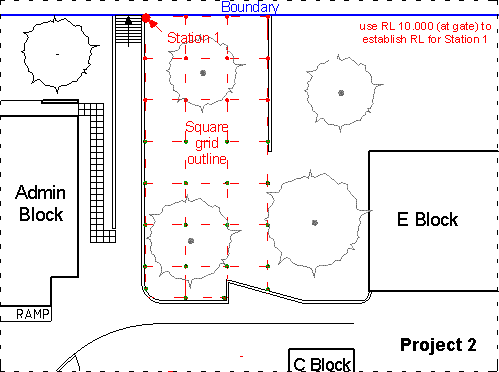 Boundary
use RL 10.000 (at gate) to
establish RL for Station 1
Station 1
Square
grid
outline
Admin
Block
E Block
RAMP
Project 2
C Block